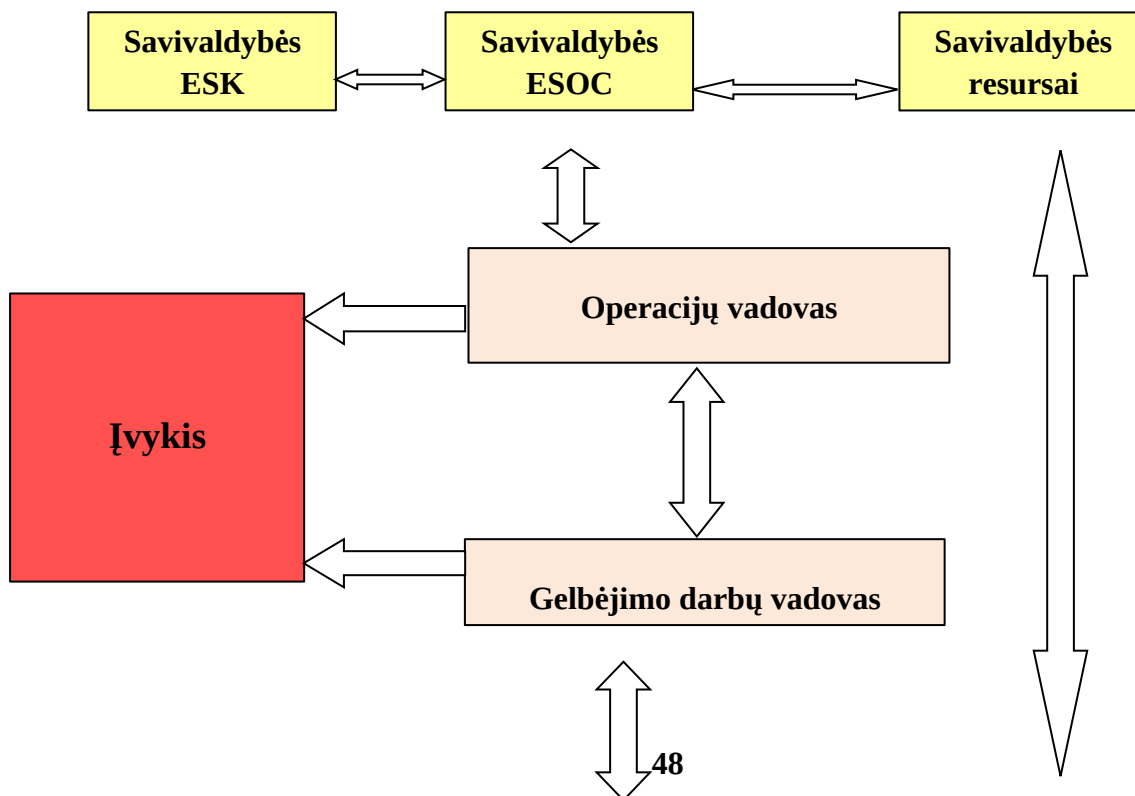 Savivaldybės
ESK
Savivaldybės
ESOC
Savivaldybės
resursai
Operacijų vadovas
Įvykis
Gelbėjimo darbų vadovas
48